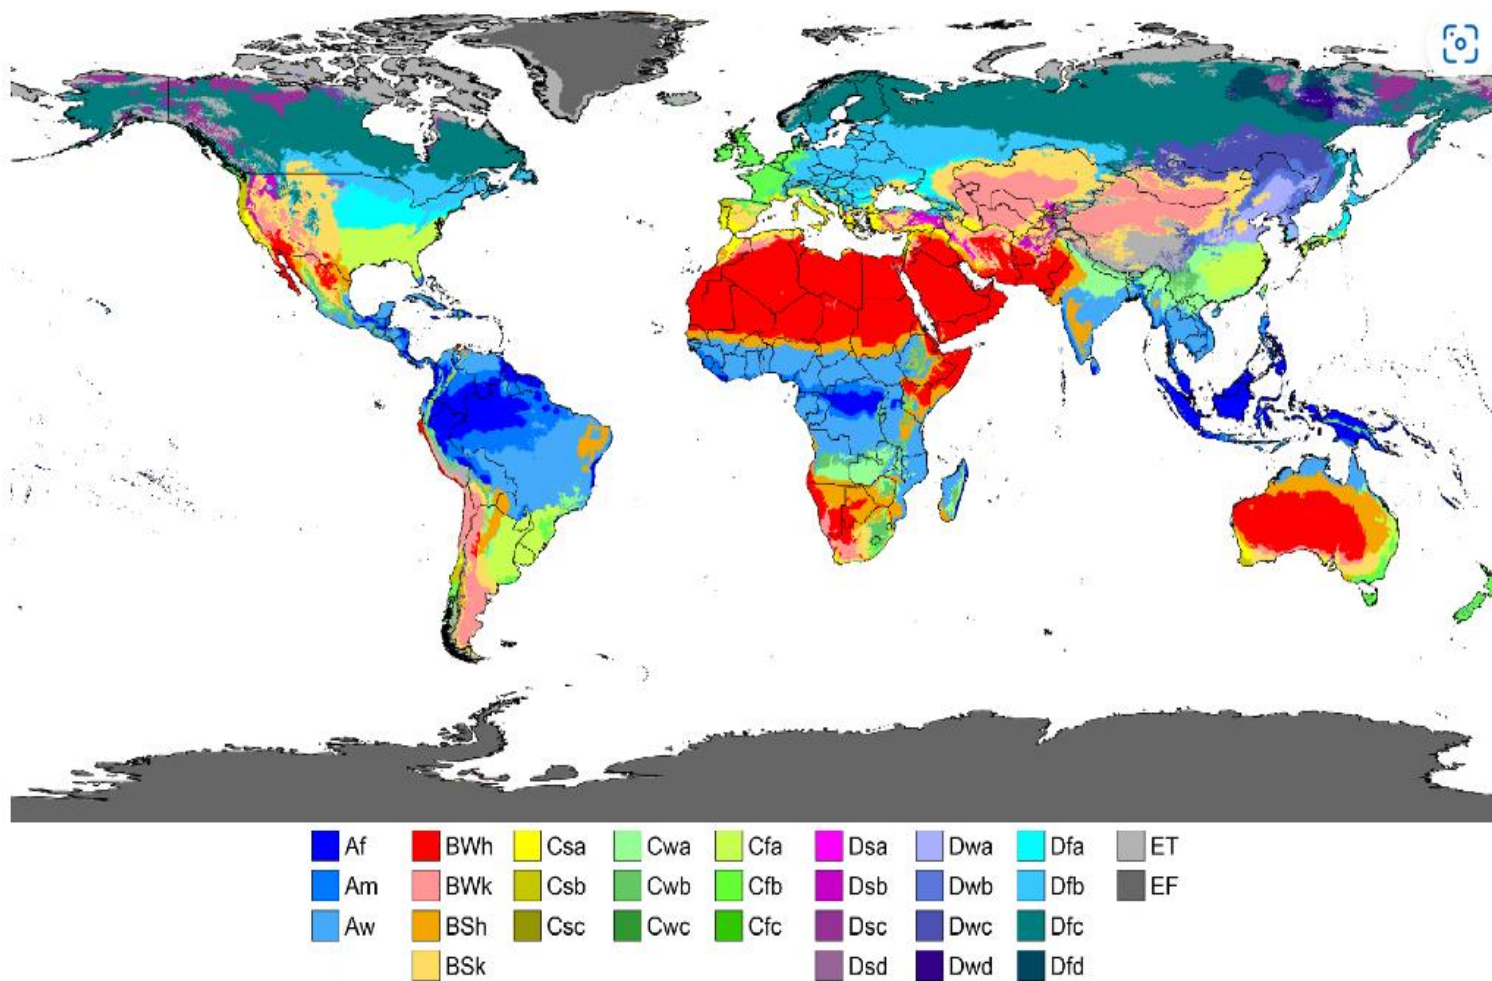 Af BWh Csa Cwa Cfa Dsa Dwa Dfa ET
Am BWk Csb Cwb Cfb Dsb Dwb Dfb EF
Aw BSh Csc Cwc Cfc Dsc Dwc Dfc
BSk Dsd Dwd Dfd